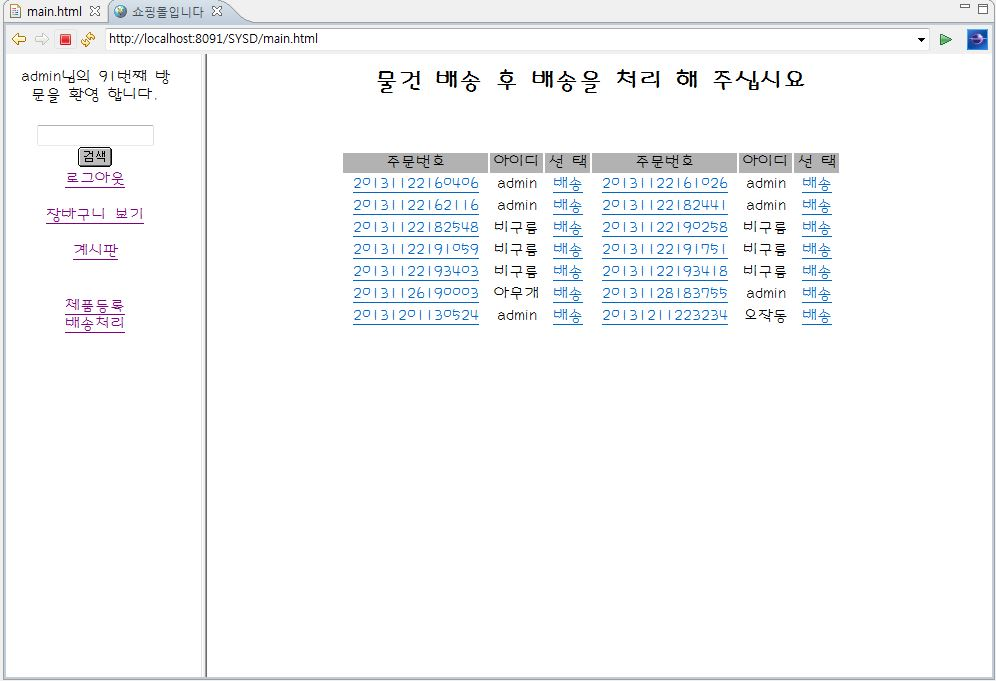 main.html
쇼핑몰입니다
http://localhost:8091/SYSD/main.html
admin님의 91번째 방
문을 환영 합니다.
검색
로그아웃
장바구니 보기
게시판
제품등록
배송처리
물건 배송 후 배송을 처리 해 주십시요
주문번호 아이디 선 택 주문번호 아이디 선 택
20131122160406 admin 배송 20131122161026 admin 배송
20131122162116 admin 배송 20131122182441 admin 배송
20131122182548 비구름 배송 20131122190258 비구름 배송
20131122191059 비구름 배송 20131122191751 비구름 배송
20131122193403 비구름 배송 20131122193418 비구름 배송
20131126190003 아무개 배송 20131128183755 admin 배송
20131201130524 admin 배송 20131211223234 오작동 배송